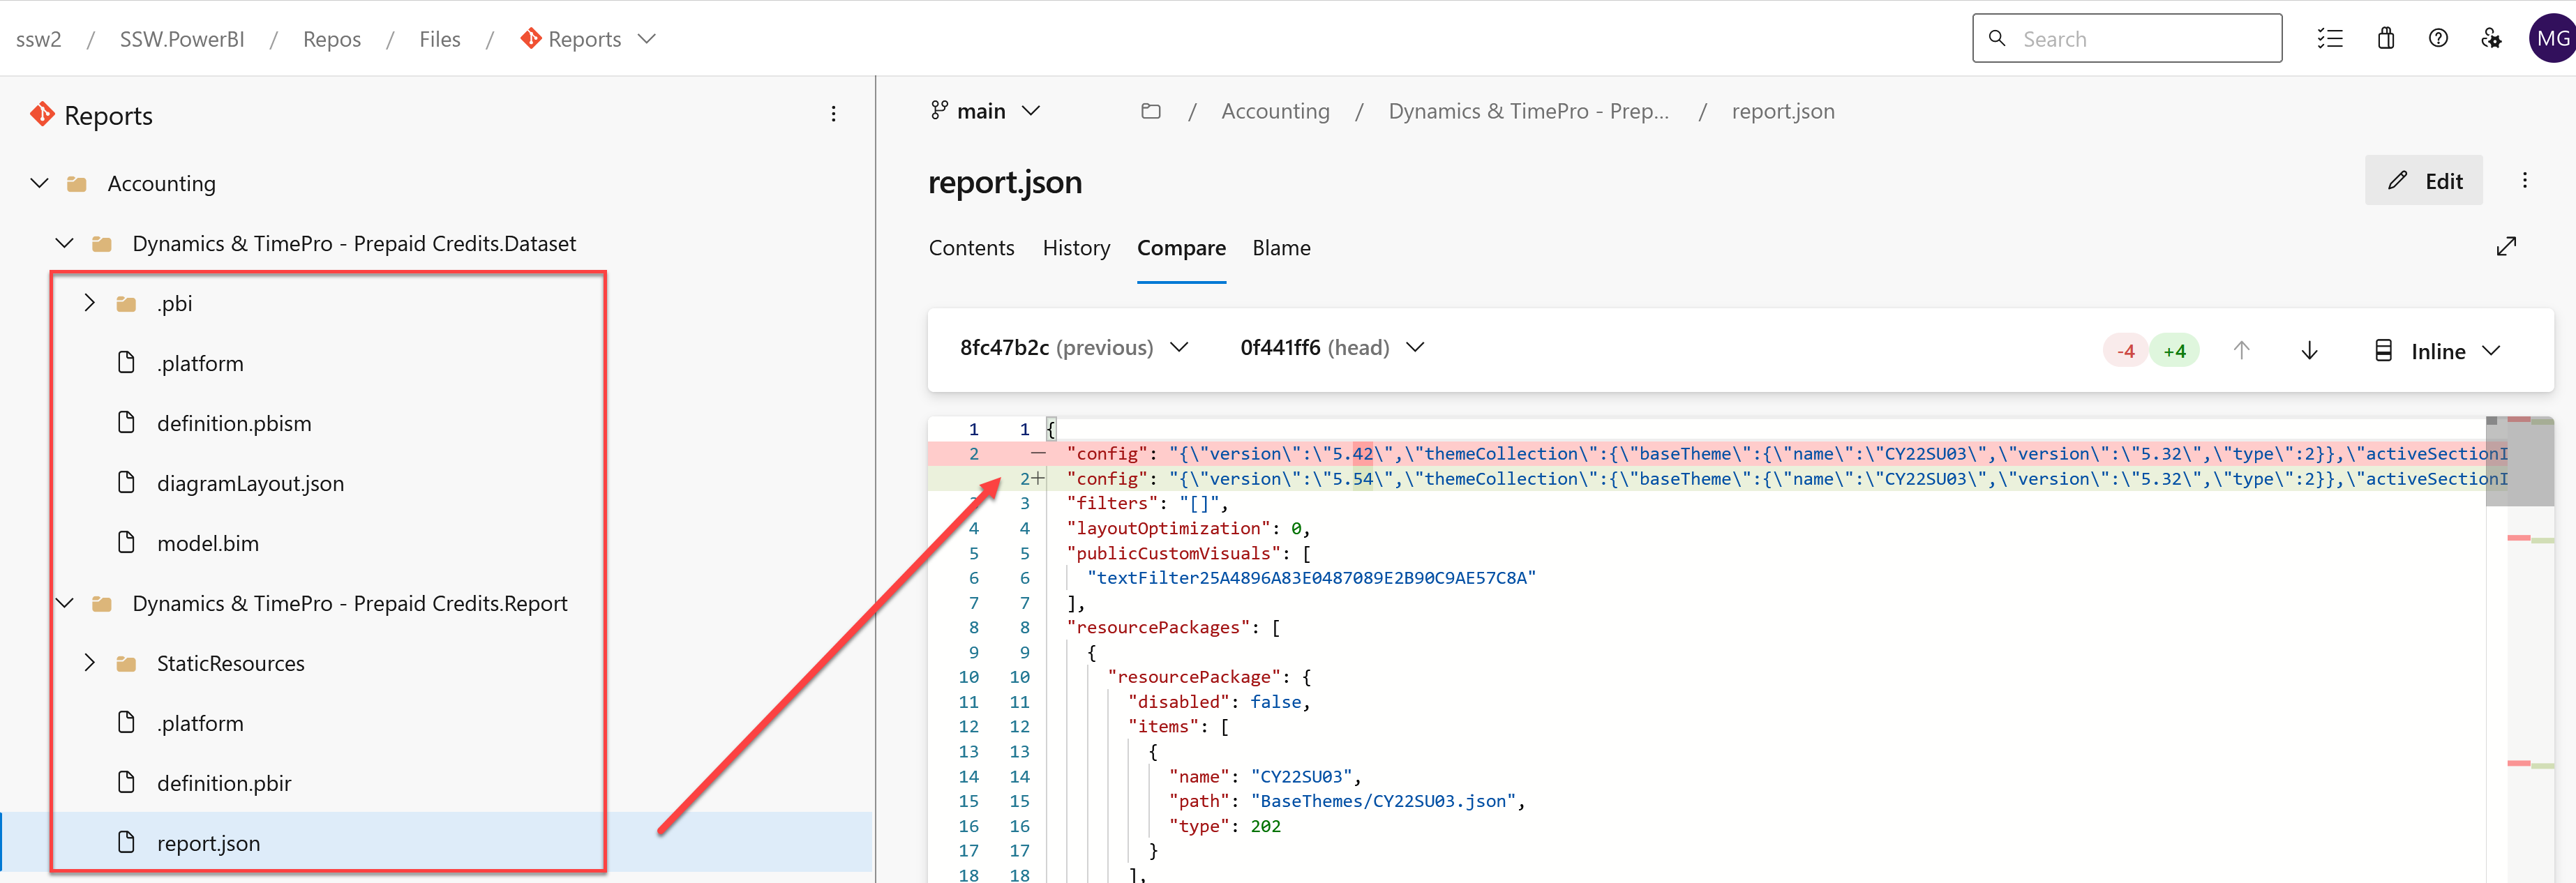 ssw2 / SSW.PowerBI / Repos / Files / Reports
Search
MG
Reports
Accounting
Dynamics & TimePro - Prepaid Credits.Dataset
.pbi
.platform
definition.pbism
diagramLayout.json
model.bim
Dynamics & TimePro - Prepaid Credits.Report
StaticResources
.platform
definition.pbir
report.json
main
/ Accounting / Dynamics & TimePro - Prep... / report.json
report.json
Edit
Contents History Compare Blame
8fc47b2c (previous) 0f441ff6 (head)
-4 +4
Inline
1 1 {
2 − "config": "{\"version\":\"5.42\",\"themeCollection\":{\"baseTheme\":{\"name\":\"CY22SU03\",\"version\":\"5.32\",\"type\":2}},\"activeSectionI
2+ "config": "{\"version\":\"5.54\",\"themeCollection\":{\"baseTheme\":{\"name\":\"CY22SU03\",\"version\":\"5.32\",\"type\":2}},\"activeSectionI
3 "filters": "[]",
4 4 "layoutOptimization": 0,
5 5 "publicCustomVisuals": [
6 6 "textFilter25A4896A83E0487089E2B90C9AE57C8A"
7 7 ],
8 8 "resourcePackages": [
9 9 {
10 10 "resourcePackage": {
11 11 "disabled": false,
12 12 "items": [
13 13 {
14 14 "name": "CY22SU03",
15 15 "path": "BaseThemes/CY22SU03.json",
16 16 "type": 202
17 17 }
18 18 ],